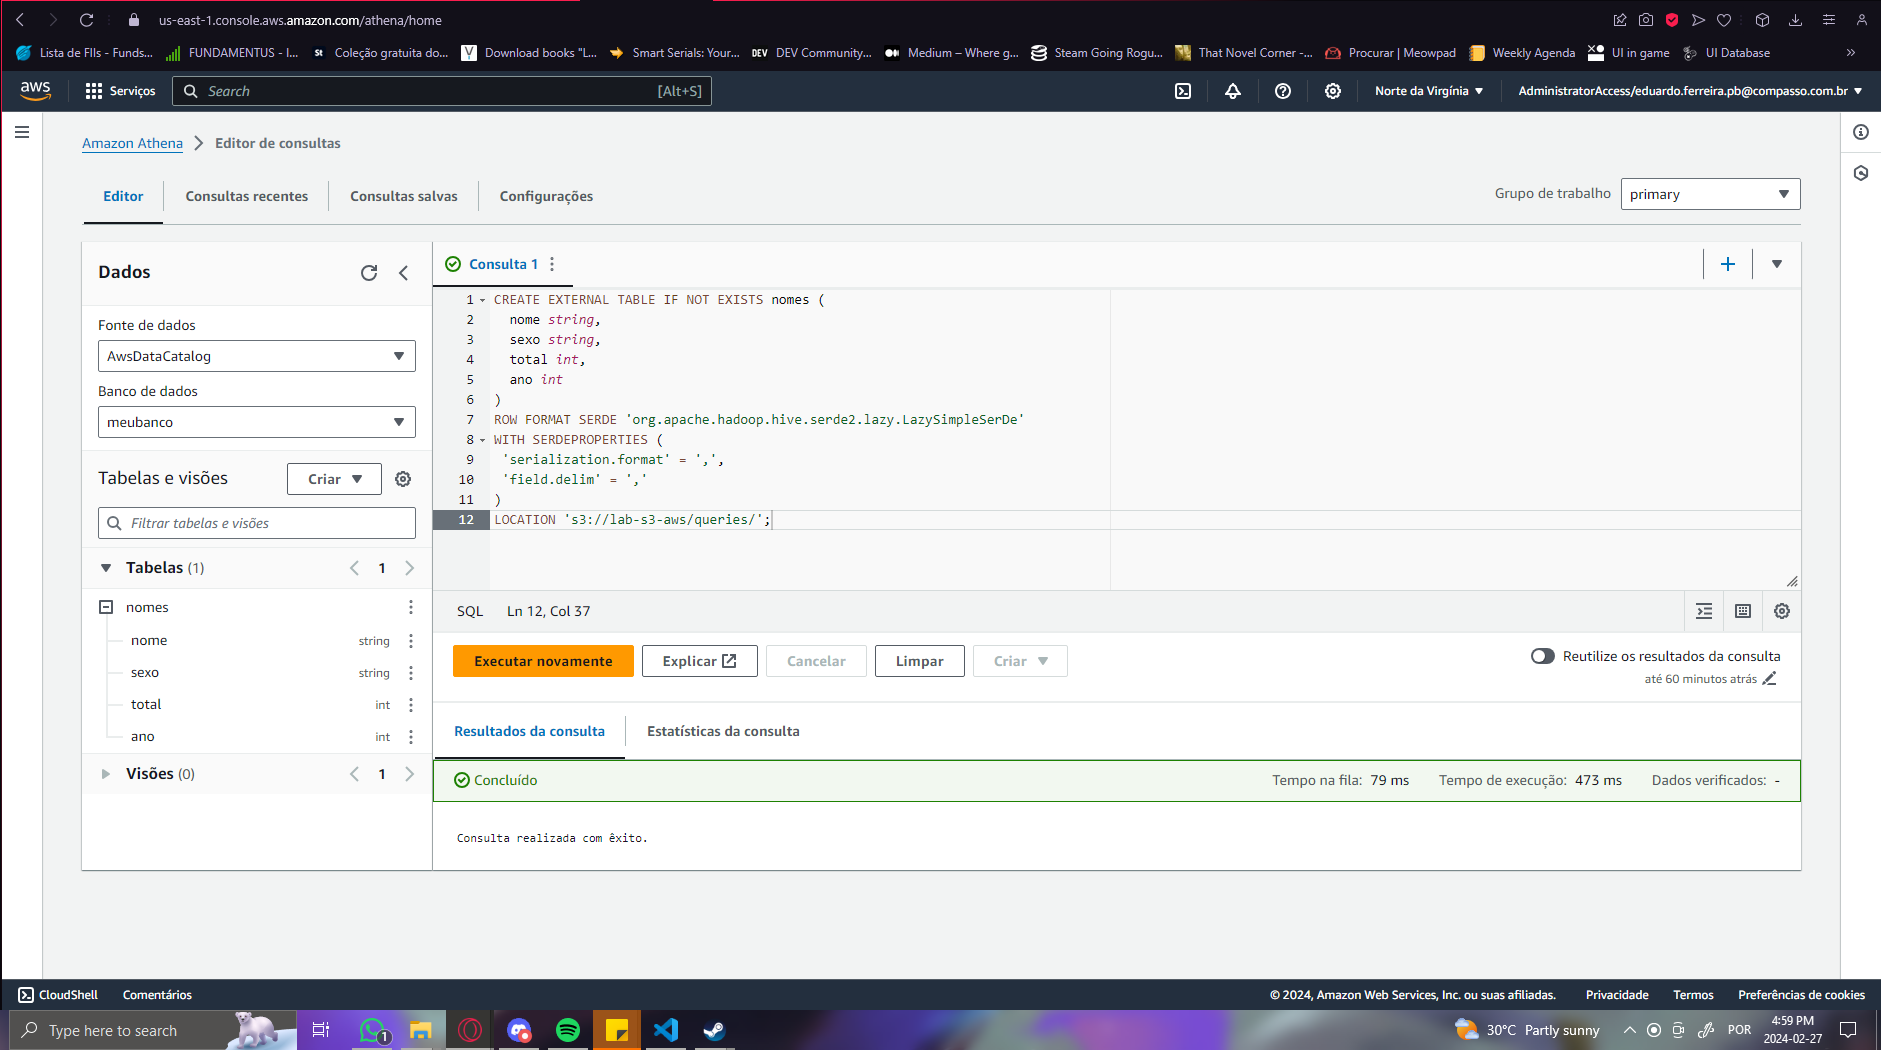 us-east-1.console.aws.amazon.com/athena/home
Lista de FIIs - Funds... FUNDAMENTUS - I... St Coleção gratuita do... Download books "L... Smart Serials: Your... DEV DEV Community... Medium – Where g... Steam Going Rogu... That Novel Corner -... Procurar | Meowpad Weekly Agenda UI in game UI Database »
aws Serviços Search [Alt+S] Norte da Virgínia AdministratorAccess/eduardo.ferreira.pb@compasso.com.br
Amazon Athena Editor de consultas
Editor Consultas recentes Consultas salvas Configurações Grupo de trabalho primary
Dados
Fonte de dados
AwsDataCatalog
Banco de dados
meubanco
Tabelas e visões Criar
Filtrar tabelas e visões
Tabelas (1) 1
nomes
nome string
sexo string
total int
ano int
Visões (0) 1
Consulta 1
1 CREATE EXTERNAL TABLE IF NOT EXISTS nomes (
2 nome string,
3 sexo string,
4 total int,
5 ano int
6 )
7 ROW FORMAT SERDE 'org.apache.hadoop.hive.serde2.lazy.LazySimpleSerDe'
8 WITH SERDEPROPERTIES (
9 'serialization.format' = ',',
10 'field.delim' = ','
11 )
12 LOCATION 's3://lab-s3-aws/queries/';
SQL Ln 12, Col 37
Executar novamente Explicar Cancelar Limpar Criar Reutilize os resultados da consulta
até 60 minutos atrás
Resultados da consulta Estatísticas da consulta
Concluído Tempo na fila: 79 ms Tempo de execução: 473 ms Dados verificados: -
Consulta realizada com êxito.
CloudShell Comentários © 2024, Amazon Web Services, Inc. ou suas afiliadas. Privacidade Termos Preferências de cookies
Type here to search 1 30°C Partly sunny POR 4:59 PM
2024-02-27